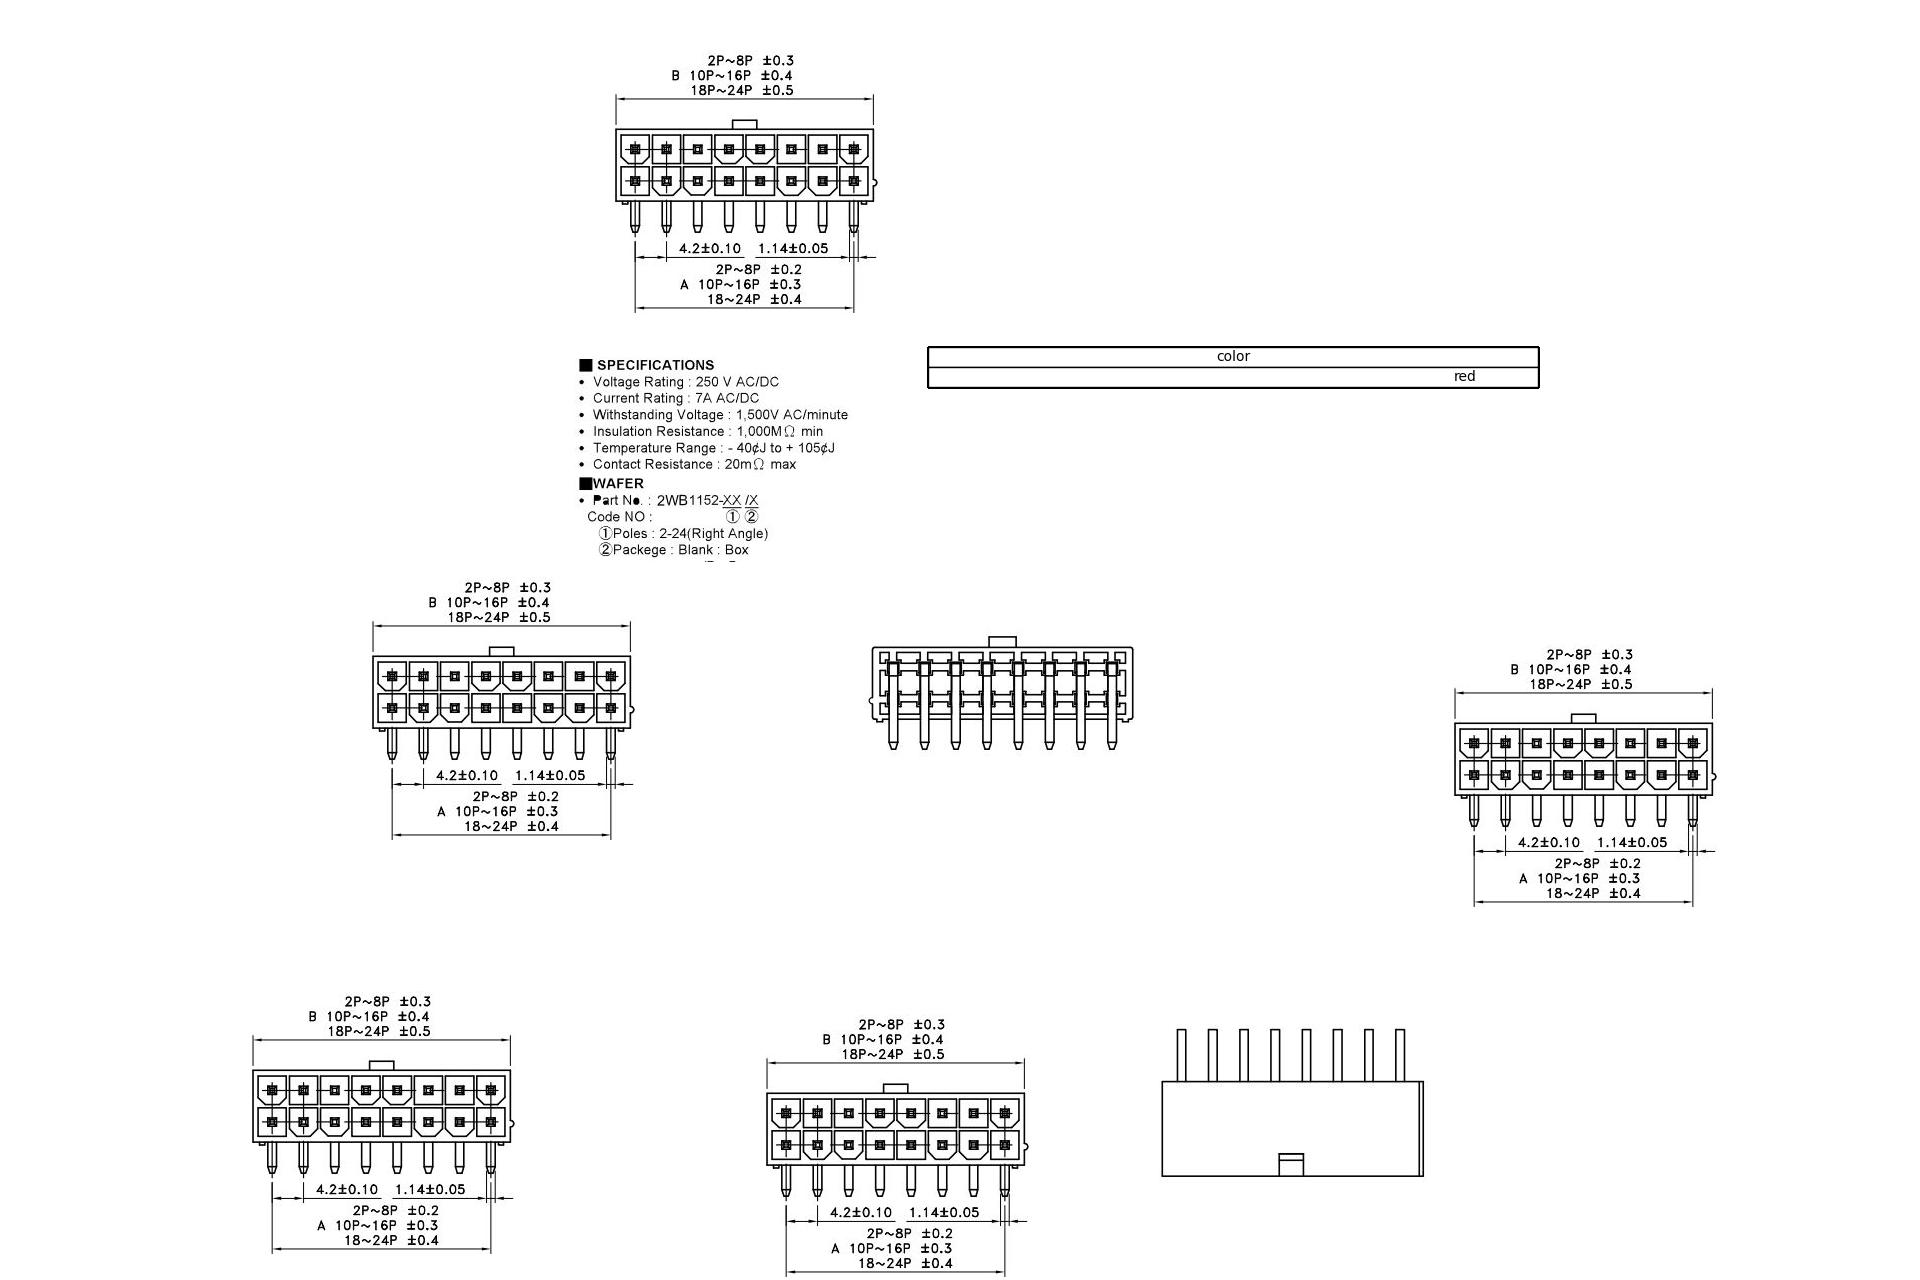 2P~8P ±0.3
B 10P~16P ±0.4
18P~24P ±0.5
4.2±0.10 1.14±0.05
2P~8P ±0.2
A 10P~16P ±0.3
18~24P ±0.4
color
red
■ SPECIFICATIONS
• Voltage Rating : 250 V AC/DC
• Current Rating : 7A AC/DC
• Withstanding Voltage : 1,500V AC/minute
• Insulation Resistance : 1,000MΩ min
• Temperature Range : - 40¢J to + 105¢J
• Contact Resistance : 20mΩ max
■WAFER
• Part No. : 2WB1152-XX /X
Code NO : ① ②
①Poles : 2-24(Right Angle)
②Packege : Blank : Box
2P~8P ±0.3
B 10P~16P ±0.4
18P~24P ±0.5
4.2±0.10 1.14±0.05
2P~8P ±0.2
A 10P~16P ±0.3
18~24P ±0.4
2P~8P ±0.3
B 10P~16P ±0.4
18P~24P ±0.5
4.2±0.10 1.14±0.05
2P~8P ±0.2
A 10P~16P ±0.3
18~24P ±0.4
2P~8P ±0.3
B 10P~16P ±0.4
18P~24P ±0.5
4.2±0.10 1.14±0.05
2P~8P ±0.2
A 10P~16P ±0.3
18~24P ±0.4
2P~8P ±0.3
B 10P~16P ±0.4
18P~24P ±0.5
4.2±0.10 1.14±0.05
2P~8P ±0.2
A 10P~16P ±0.3
18~24P ±0.4